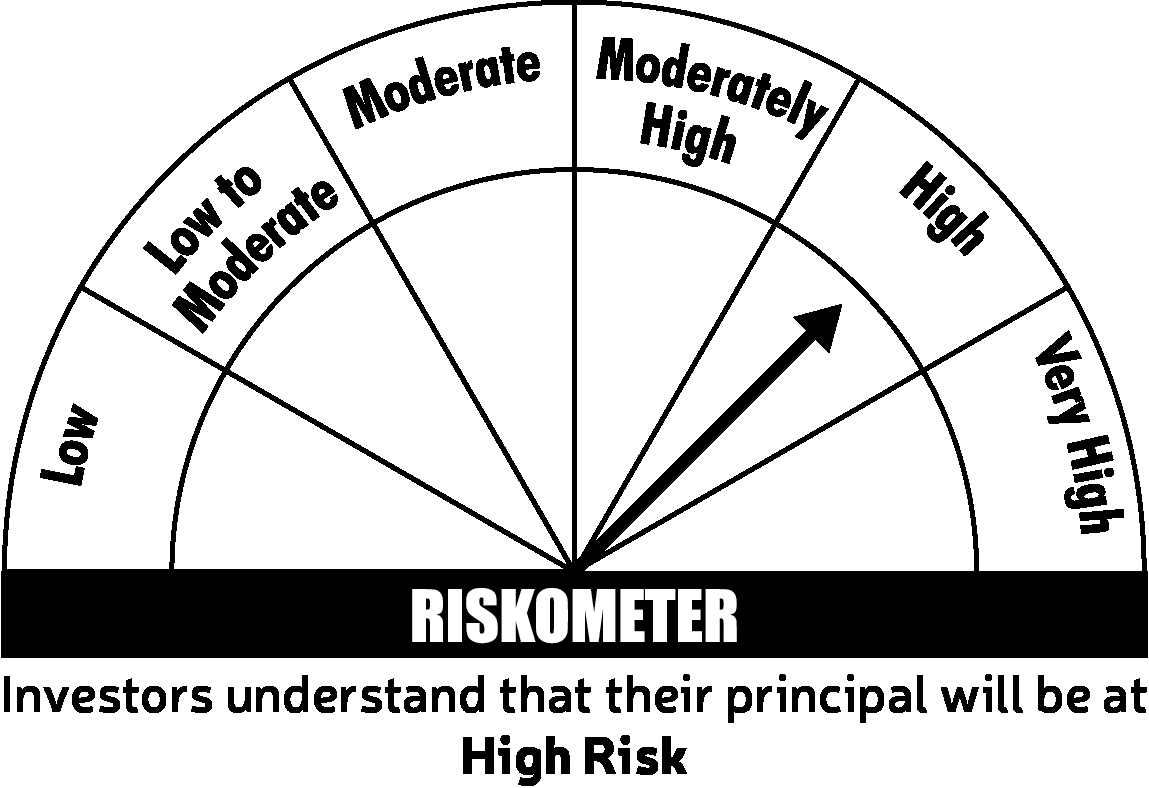 Low
Low to
Moderate
Moderate
Moderately
High
High
Very High
RISKOMETER
Investors understand that their principal will be at
High Risk